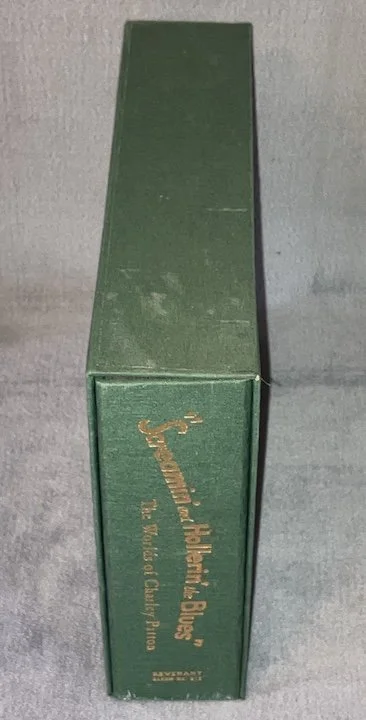 "Screamin' and Hollerin' the Blues"
The Worlds of Charley Patton
REVENANT